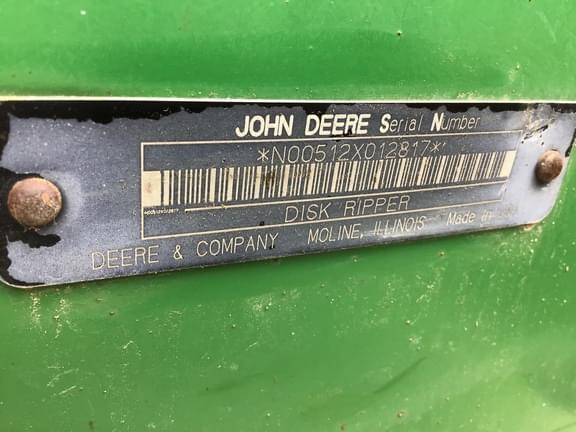 JOHN DEERE Serial Number
*N00512X012817*
DISK RIPPER
DEERE & COMPANY MOLINE, ILLINOIS Made in